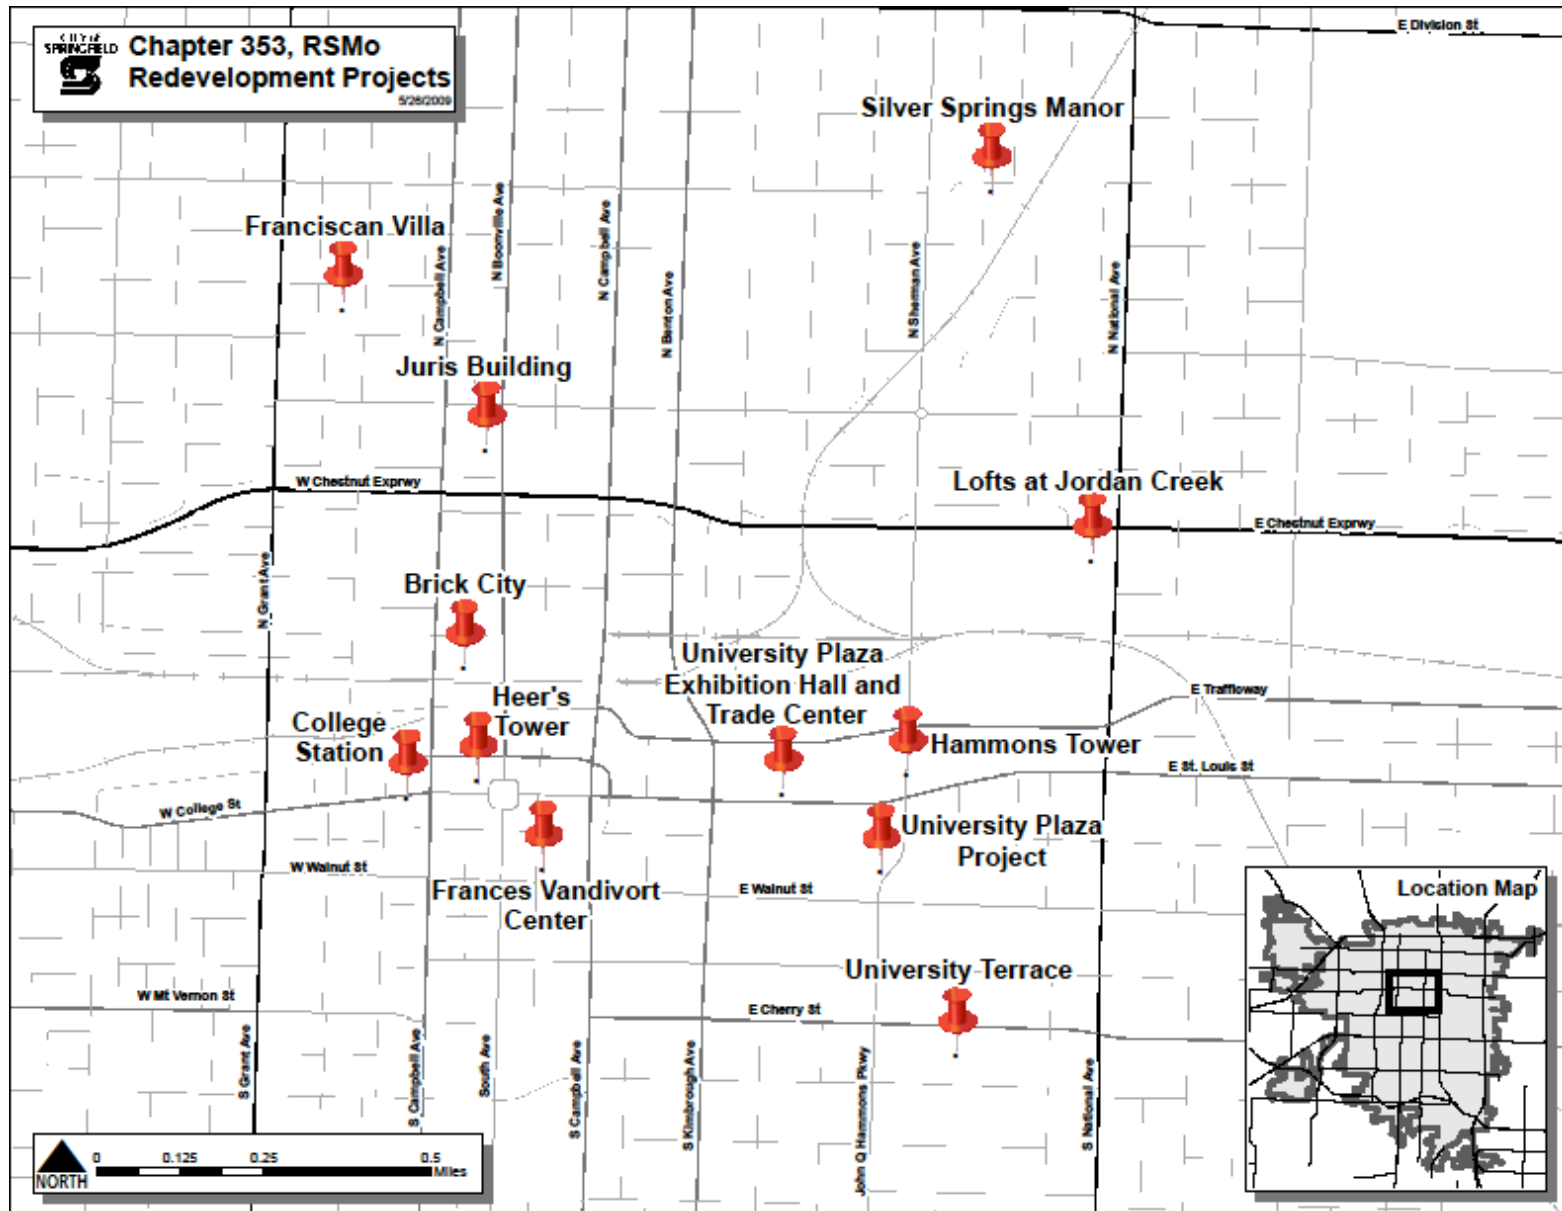 CITY of
SPRINGFIELD
Chapter 353, RSMo
Redevelopment Projects
5/26/2009
E Division St
Silver Springs Manor
Franciscan Villa
N Boonville Ave
N Campbell Ave
N Campbell Ave
N Sherman Ave
N Benton Ave
N National Ave
Juris Building
W Chestnut Exprwy
Lofts at Jordan Creek
E Chestnut Exprwy
N Grant Ave
Brick City
University Plaza
Exhibition Hall and
Trade Center
Heer's
Tower
College
Station
E Trafficway
Hammons Tower
E St. Louis St
W College St
University Plaza
Project
W Walnut St
Frances Vandivort
Center
E Walnut St
Location Map
University Terrace
W Mt Vernon St
E Cherry St
S Grant Ave
S Campbell Ave
South Ave
S Campbell Ave
S Kimbrough Ave
John Q Hammons Pkwy
S National Ave
NORTH
0 0.125 0.25 0.5
Miles